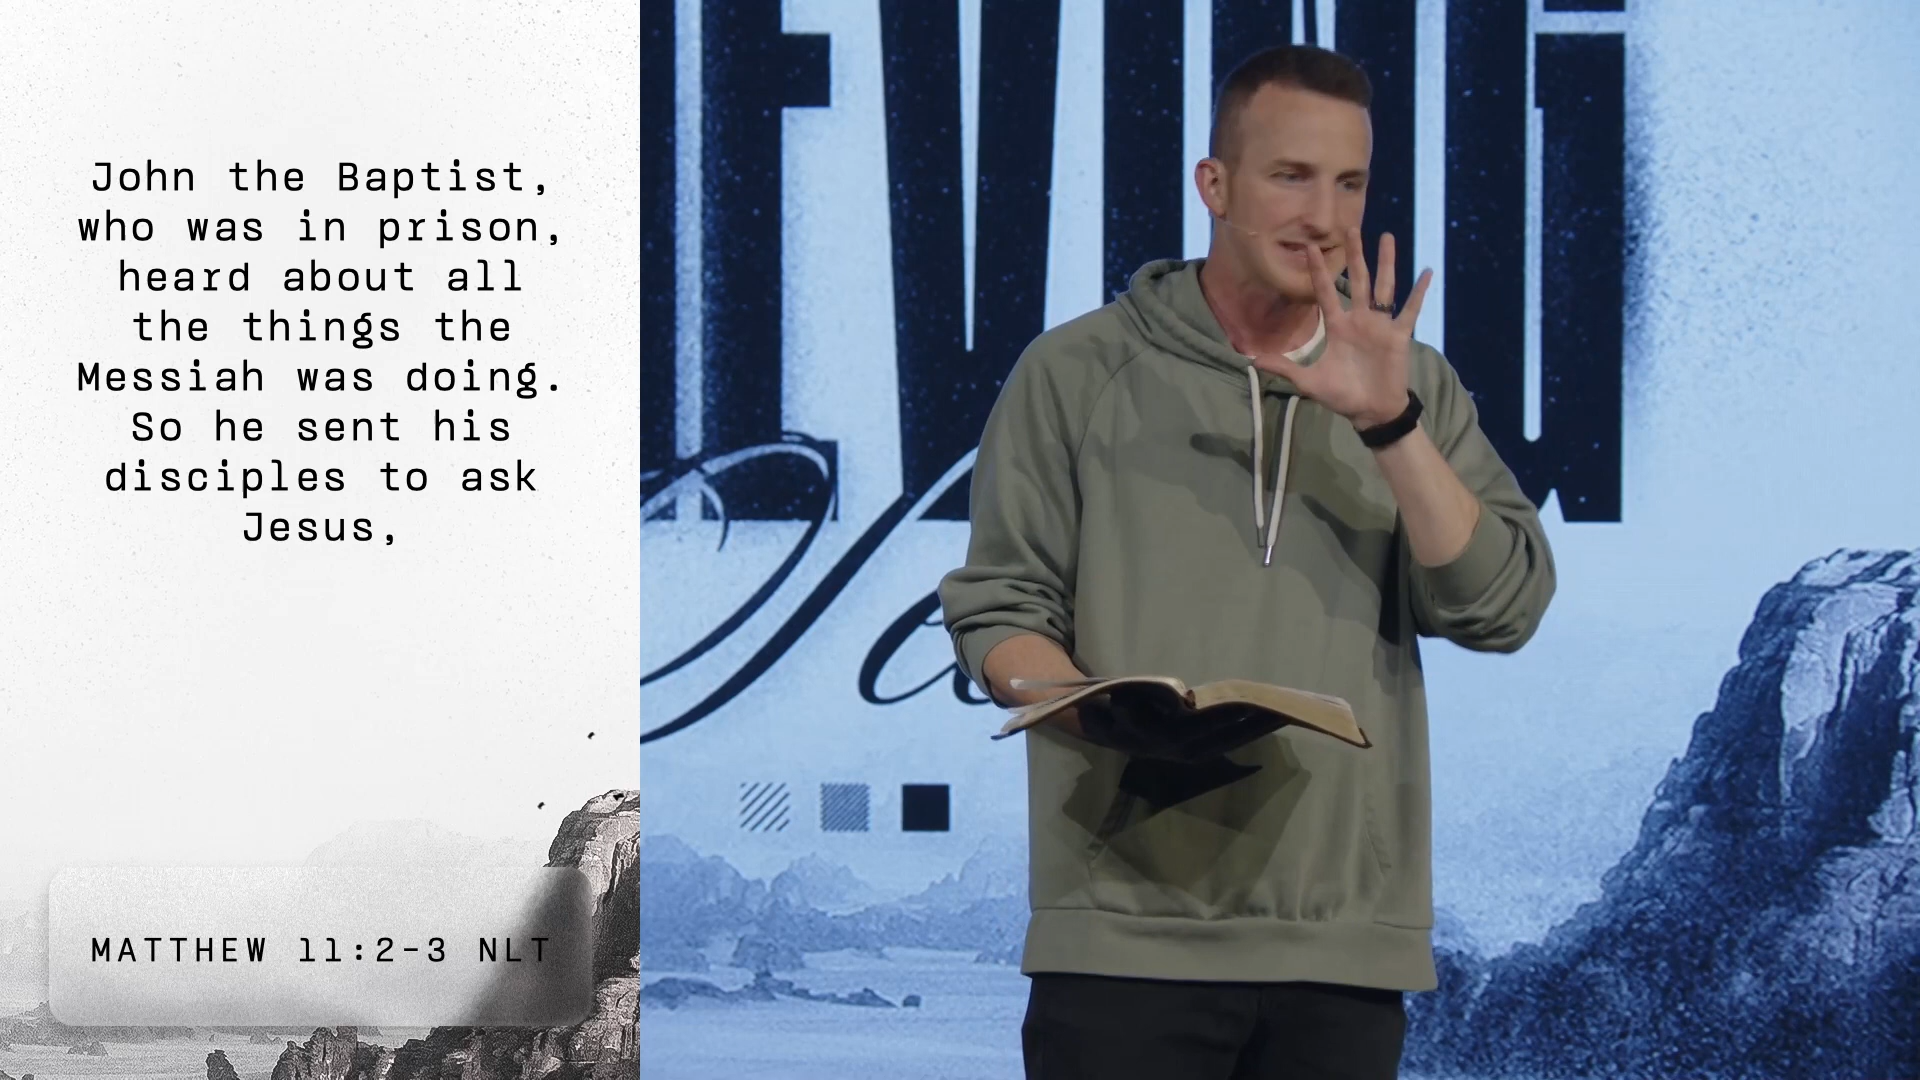 John the Baptist,
who was in prison,
heard about all
the things the
Messiah was doing.
So he sent his
disciples to ask
Jesus,
MATTHEW 11:2-3 NLT